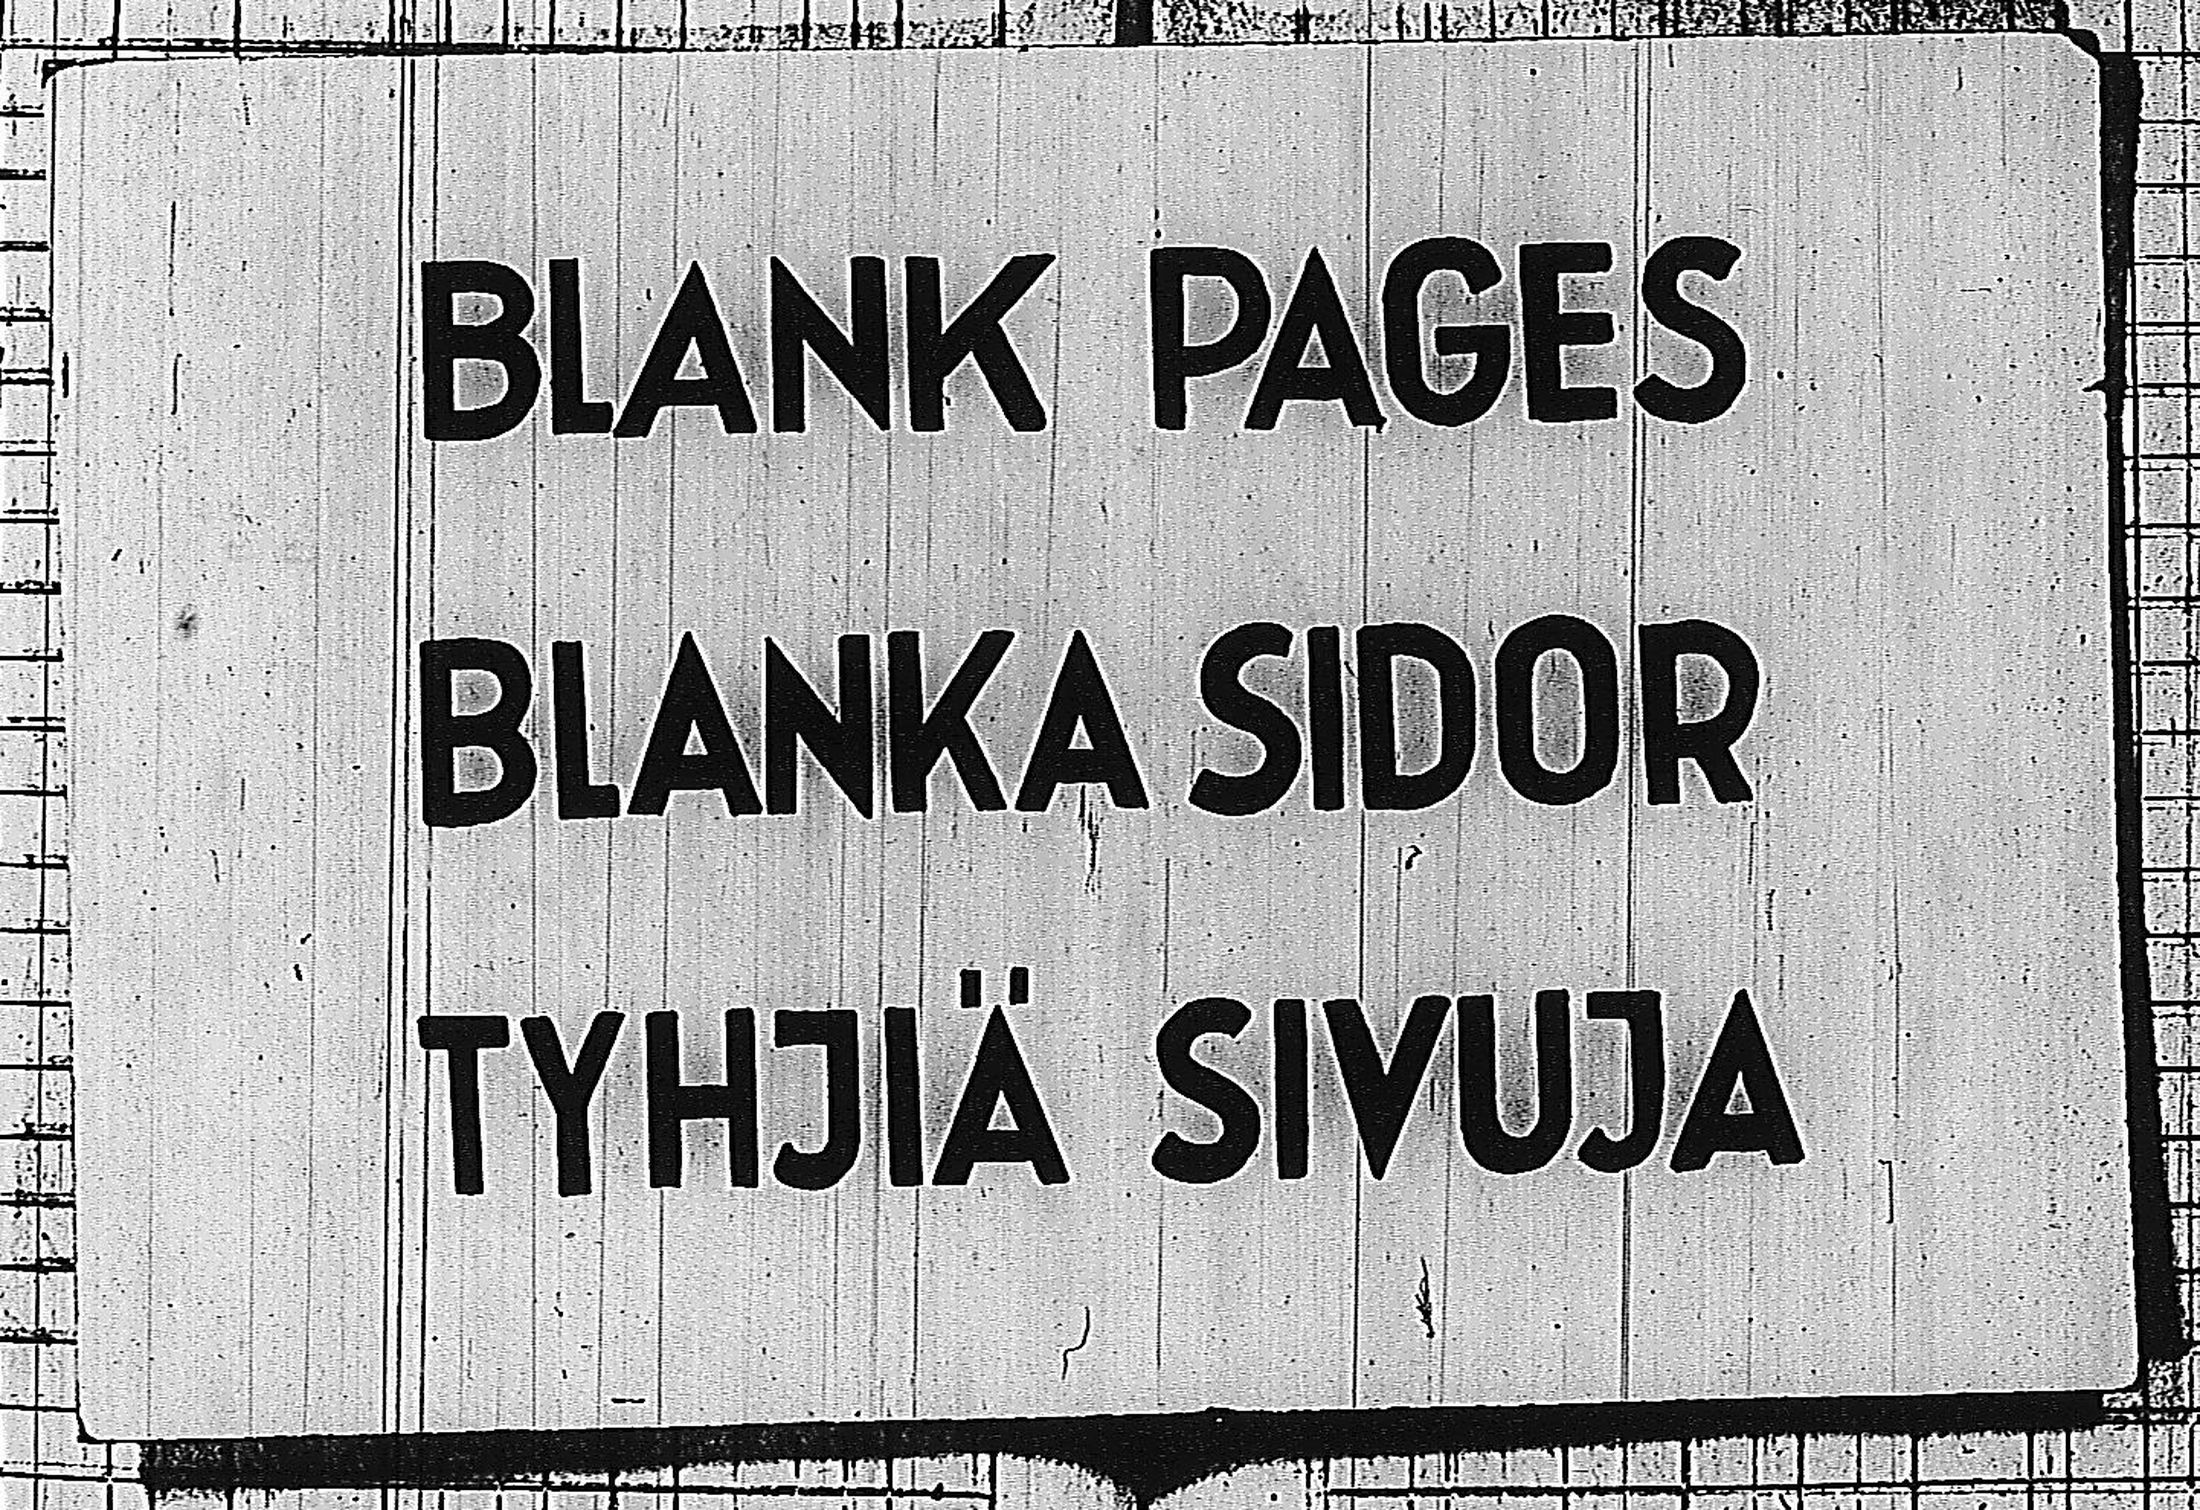 BLANK PAGES
BLANKA SIDOR
TYHJIÄ SIVUJA